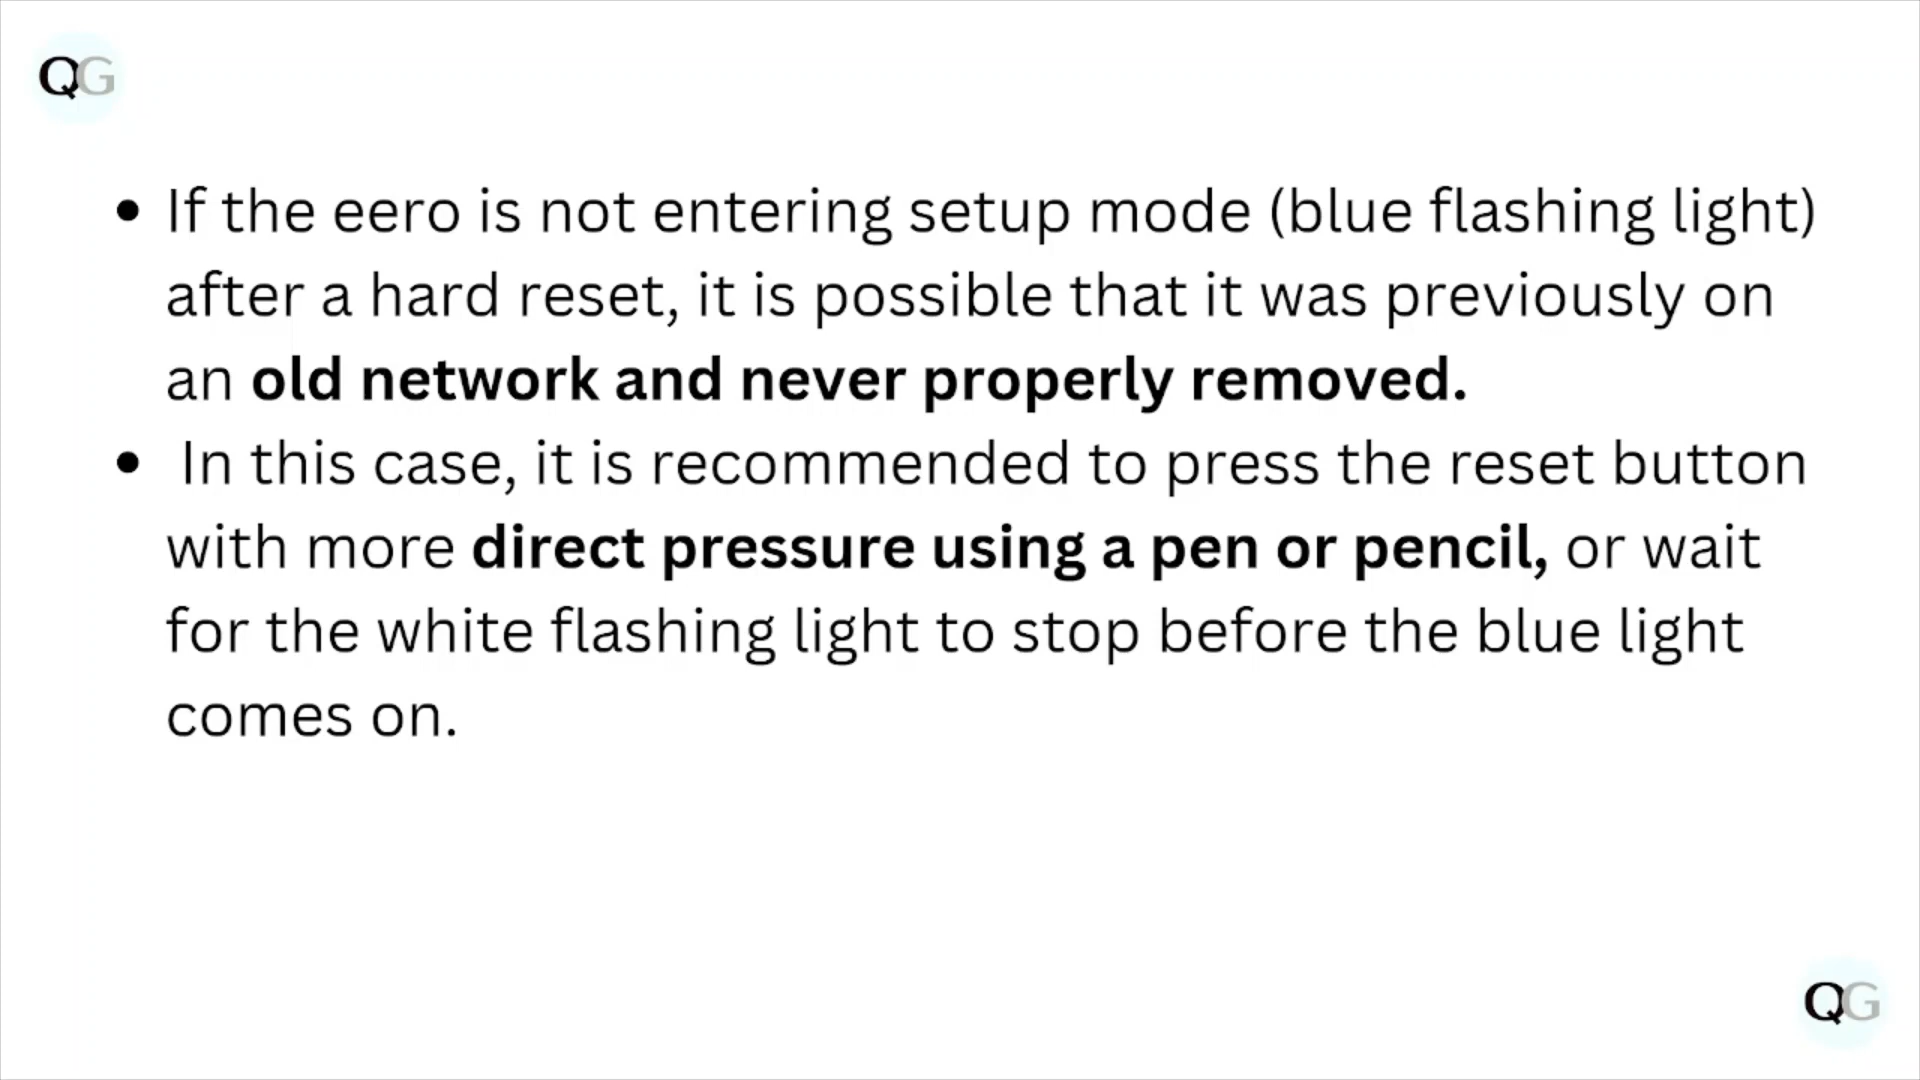 QG
• If the eero is not entering setup mode (blue flashing light)
after a hard reset, it is possible that it was previously on
an old network and never properly removed.
• In this case, it is recommended to press the reset button
with more direct pressure using a pen or pencil, or wait
for the white flashing light to stop before the blue light
comes on.
QG